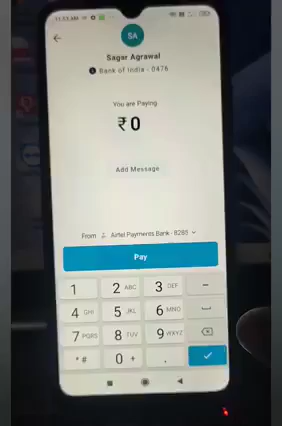 SA
Sagar Agrawal
Bank of India - 0476
You are Paying
₹0
Add Message
From Airtel Payments Bank - 8285
Pay
1 2 ABC 3 DEF -
4 GHI 5 JKL 6 MNO
7 PQRS 8 TUV 9 WXYZ
*# 0 + .